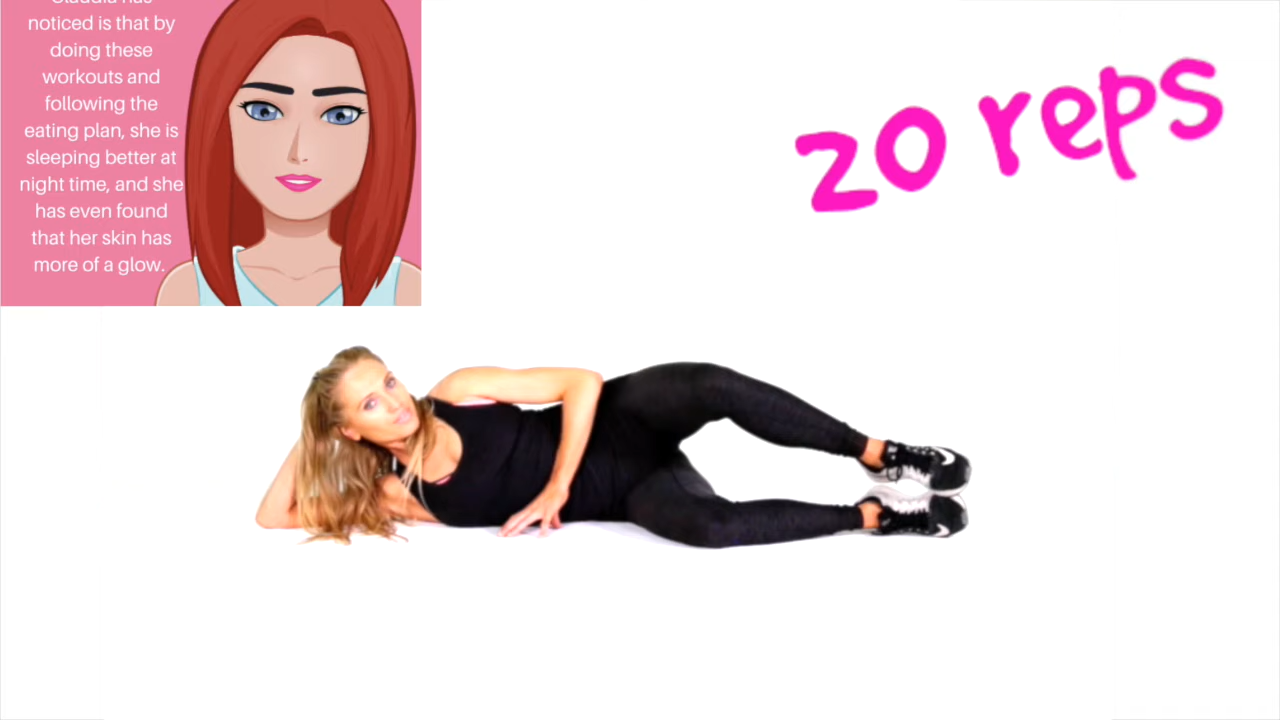 noticed is that by
doing these
workouts and
following the
eating plan, she is
sleeping better at
night time, and she
has even found
that her skin has
more of a glow.
20 reps